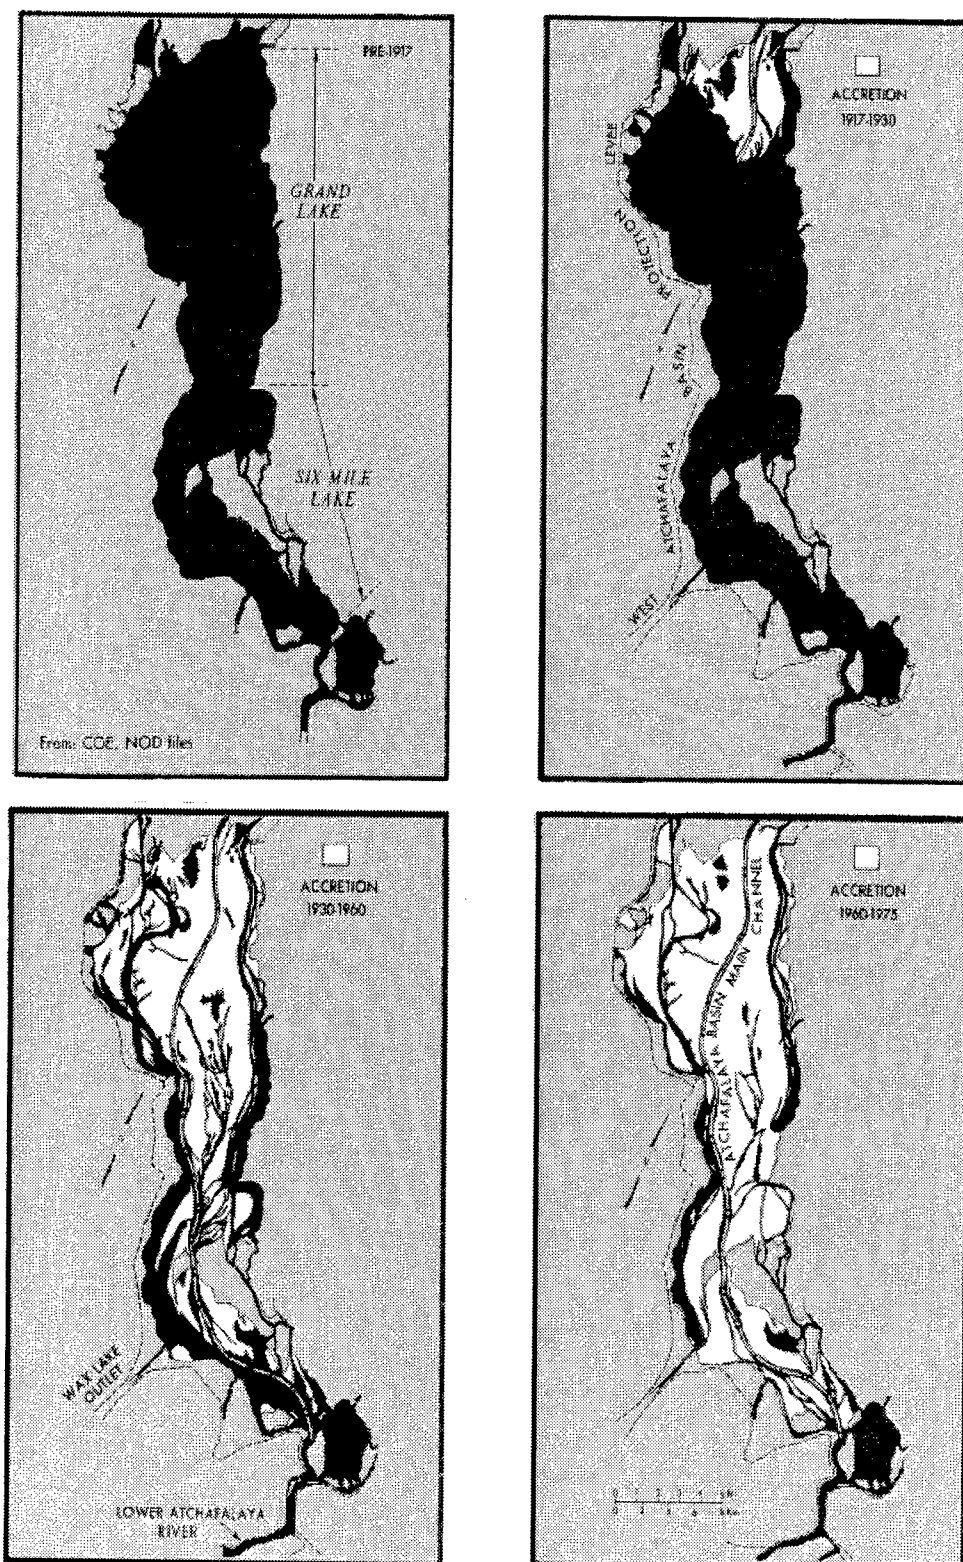 PRE-1917
GRAND
LAKE
SIX MILE
LAKE
From: COE, NOD files
ACCRETION
1917-1930
LEVEE
PROTECTION
BASIN
ATCHAFALAYA
WEST
ACCRETION
1930-1960
WAX LAKE
OUTLET
LOWER ATCHAFALAYA
RIVER
ACCRETION
1960-1975
ATCHAFALAYA BASIN MAIN CHANNEL